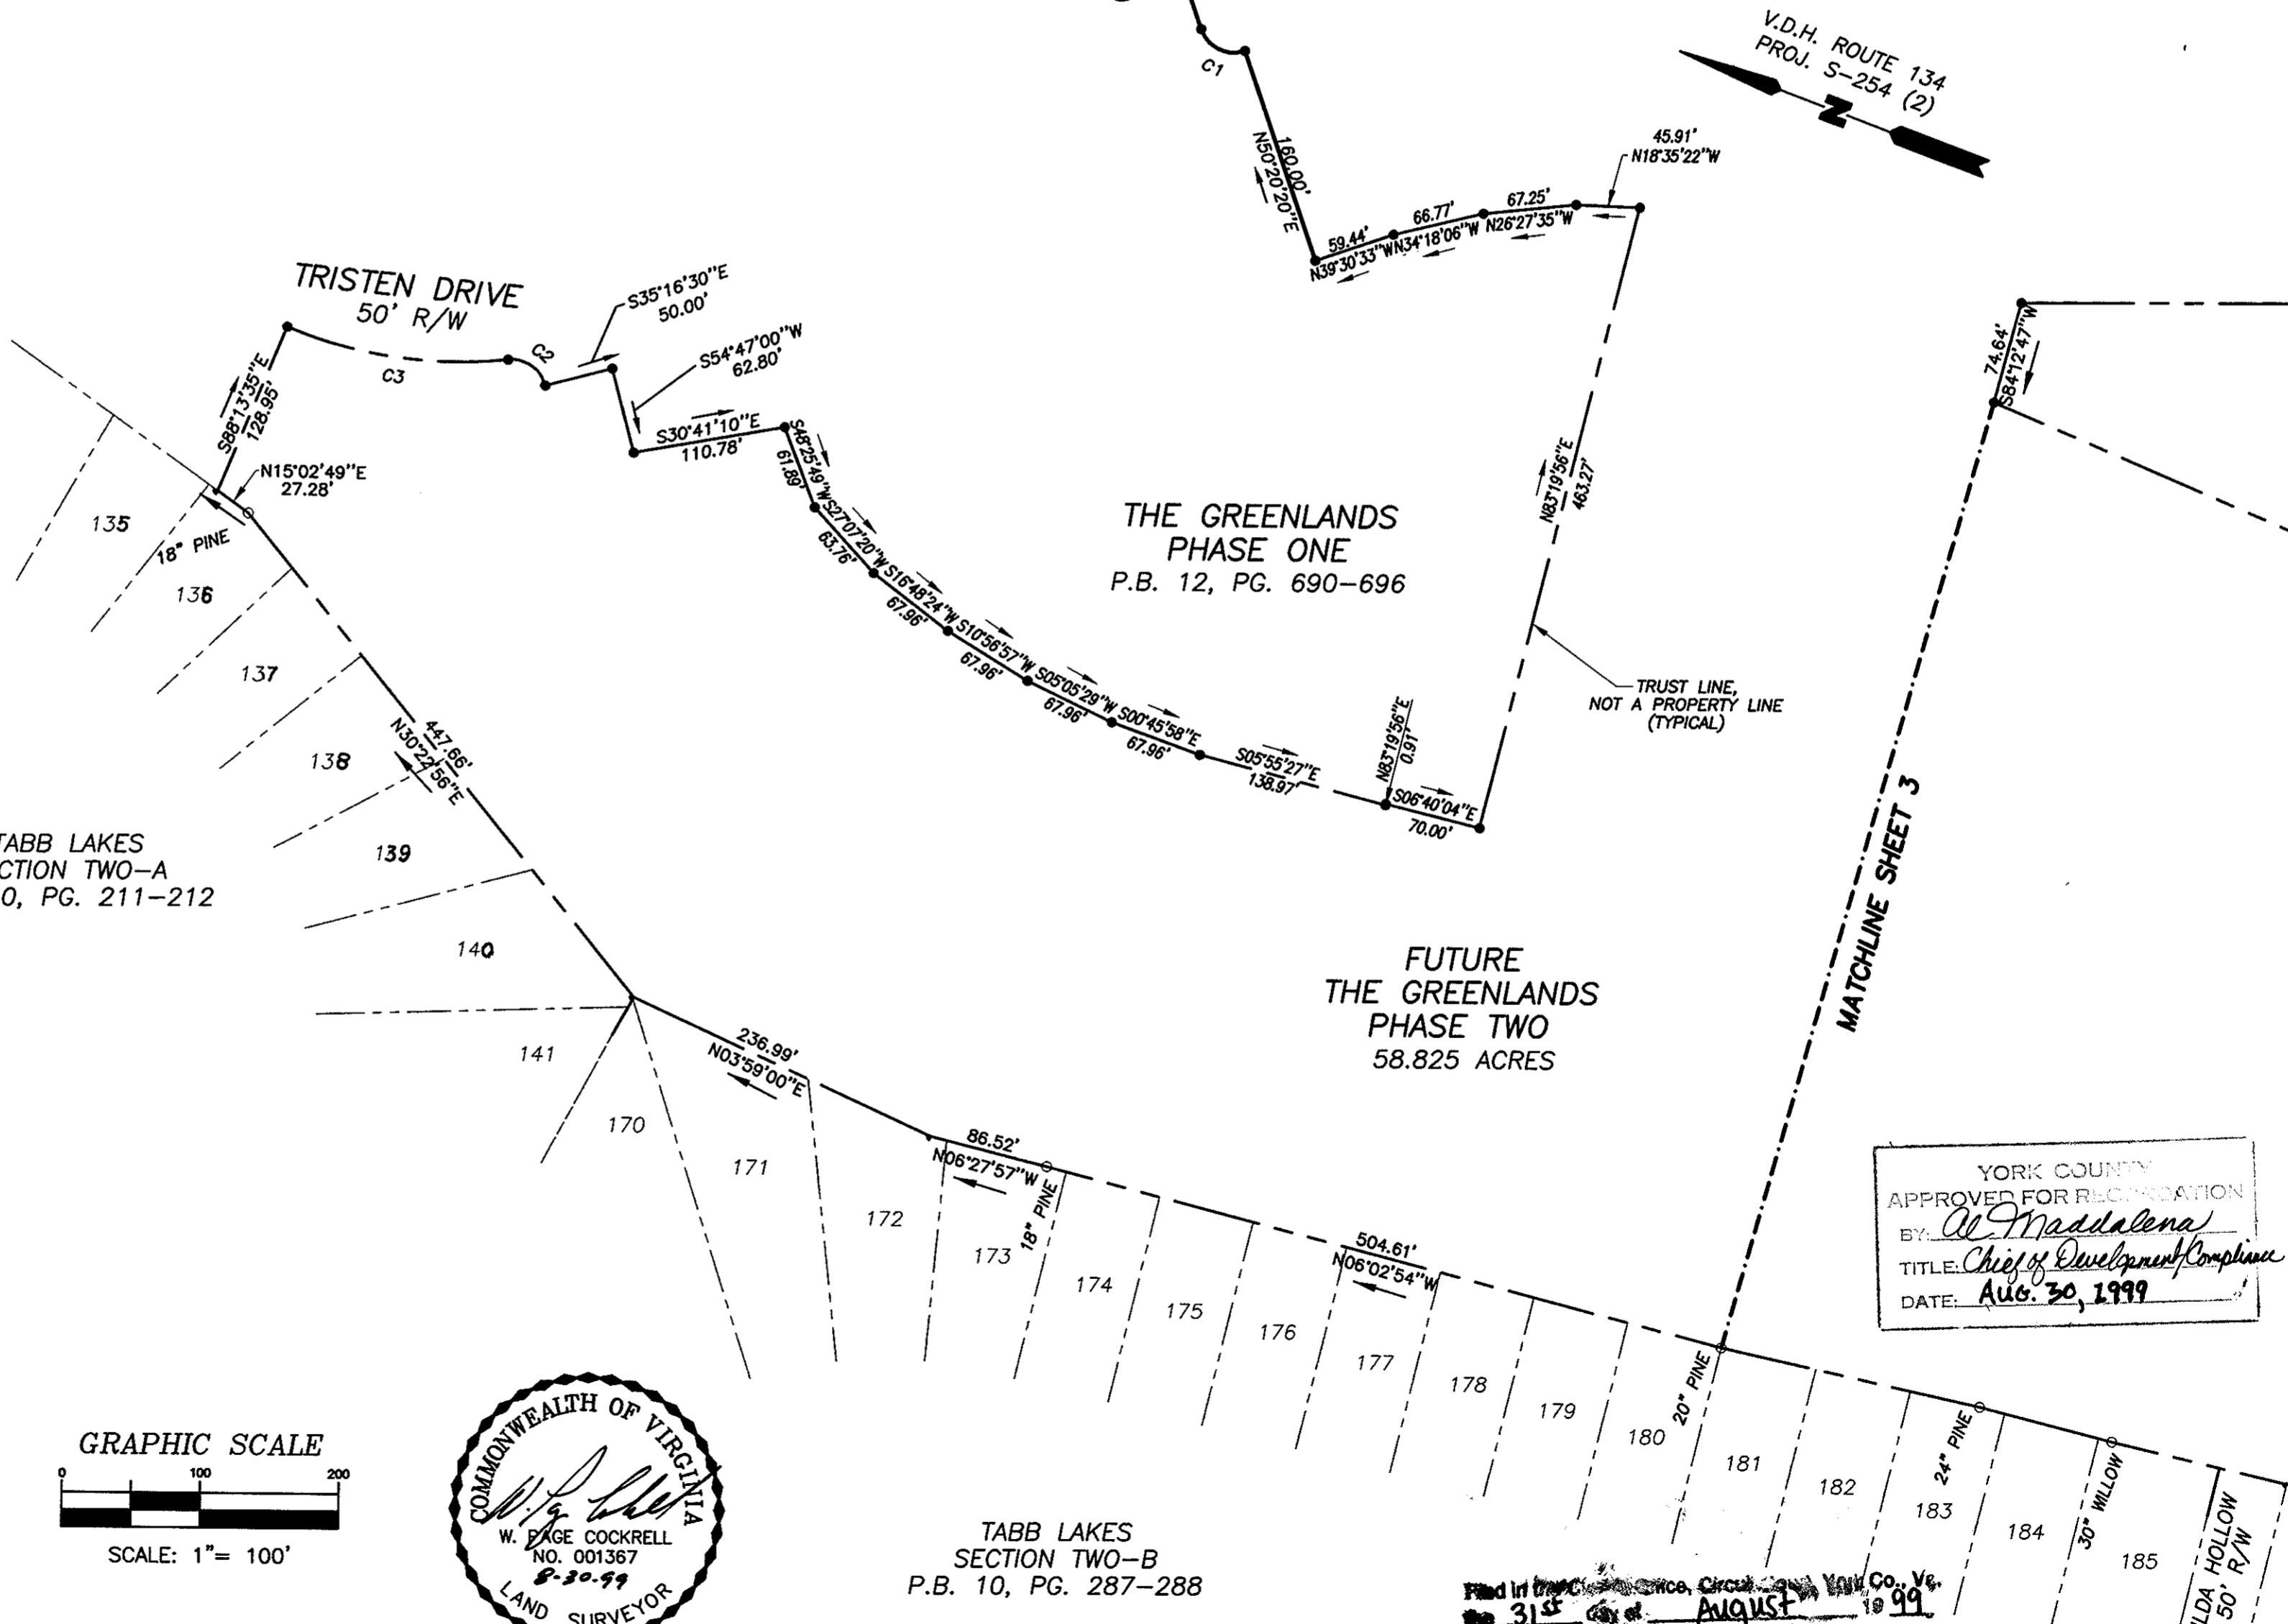 V.D.H. ROUTE 134
PROJ. S-254 (2)
N
C1
N50°20'20"E
160.00'
45.91'
N18°35'22"W
67.25'
N26°27'35"W
66.77'
N34°18'06"W
59.44'
N39°30'33"W
TRISTEN DRIVE
50' R/W
C3
C2
S35°16'30"E
50.00'
S54°47'00"W
62.80'
S30°41'10"E
110.78'
S88°13'35"E
128.95'
N15°02'49"E
27.28'
18" PINE
S48°25'49"W
61.89'
S27°07'20"W
63.76'
S16°48'24"W
67.96'
S10°56'57"W
67.96'
S05°05'29"W
67.96'
S00°45'58"E
67.96'
S05°55'27"E
138.97'
N83°19'56"E
0.91'
S06°40'04"E
70.00'
N83°19'56"E
463.27'
74.64'
S84°12'47"W
THE GREENLANDS
PHASE ONE
P.B. 12, PG. 690-696
TRUST LINE,
NOT A PROPERTY LINE
(TYPICAL)
MATCHLINE SHEET 3
135
136
137
138
139
140
141
447.66'
N30°22'56"E
TABB LAKES
CTION TWO-A
0, PG. 211-212
FUTURE
THE GREENLANDS
PHASE TWO
58.825 ACRES
236.99'
N03°59'00"E
86.52'
N06°27'57"W
18" PINE
504.61'
N06°02'54"W
20" PINE
24" PINE
30" WILLOW
170
171
172
173
174
175
176
177
178
179
180
181
182
183
184
185
LDA HOLLOW
50' R/W
YORK COUNTY
APPROVED FOR RECORDATION
BY: Al Maddalena
TITLE: Chief of Development/Compliance
DATE: AUG. 30, 1999
GRAPHIC SCALE
0 100 200
SCALE: 1"= 100'
COMMONWEALTH OF VIRGINIA
W. PAGE COCKRELL
NO. 001367
8-30-99
LAND SURVEYOR
TABB LAKES
SECTION TWO-B
P.B. 10, PG. 287-288
Filed in the Office, Circuit York Co., Va.
the 31st day of August 1999